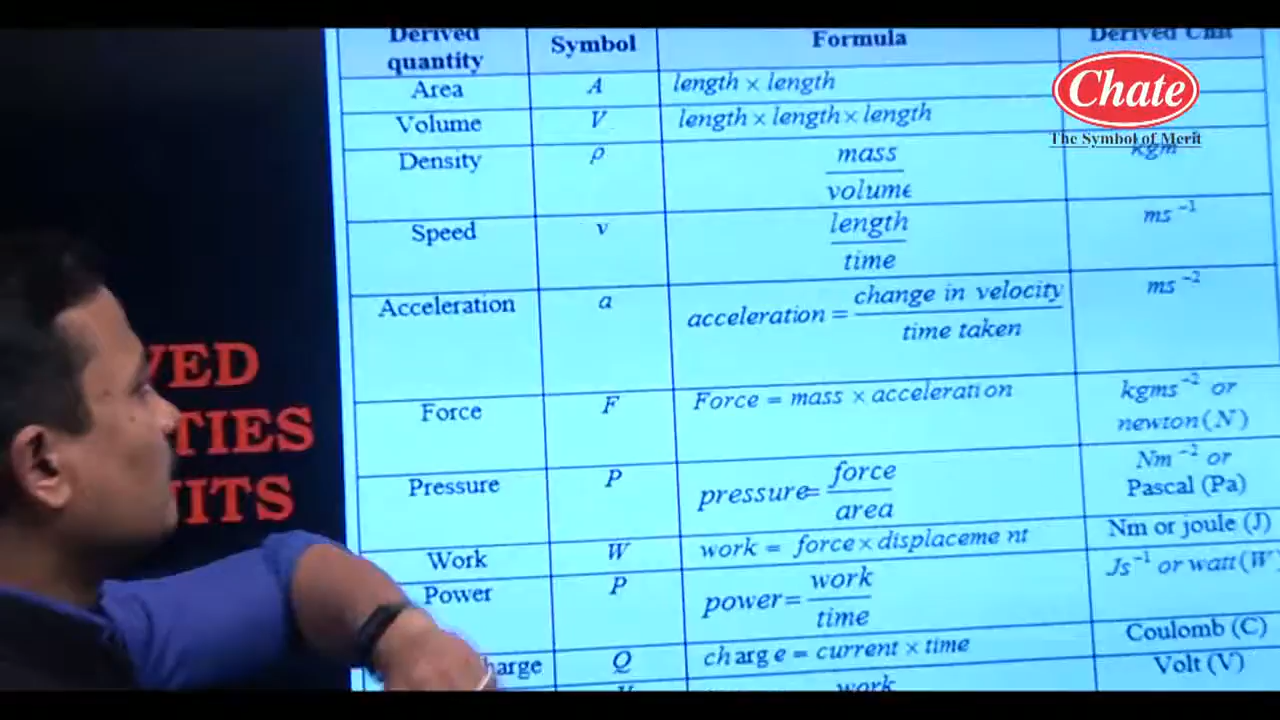 Derived quantity Symbol Formula Derived Unit
Area A length × length
Volume V length × length × length
Density ρ mass / volume kgm
Speed v length / time ms⁻¹
Acceleration a acceleration = change in velocity / time taken ms⁻²
Force F Force = mass × acceleration kgms⁻² or newton (N)
Pressure P pressure = force / area Nm⁻² or Pascal (Pa)
Work W work = force × displacement Nm or joule (J)
Power P power = work / time Js⁻¹ or watt (W
harge Q charge = current × time Coulomb (C)
work Volt (V)
Chate
The Symbol of Merit
VED
TIES
NITS